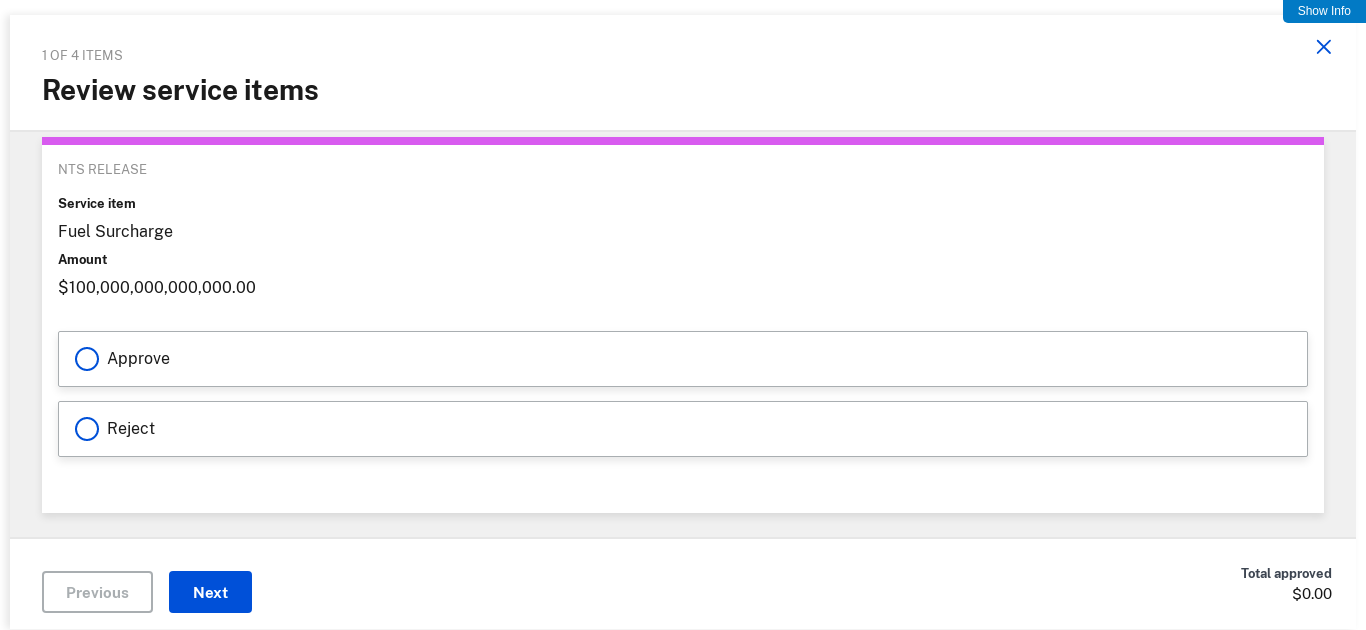 Show Info
1 OF 4 ITEMS
Review service items
NTS RELEASE
Service item
Fuel Surcharge
Amount
$100,000,000,000,000.00
Approve
Reject
Previous
Next
Total approved
$0.00